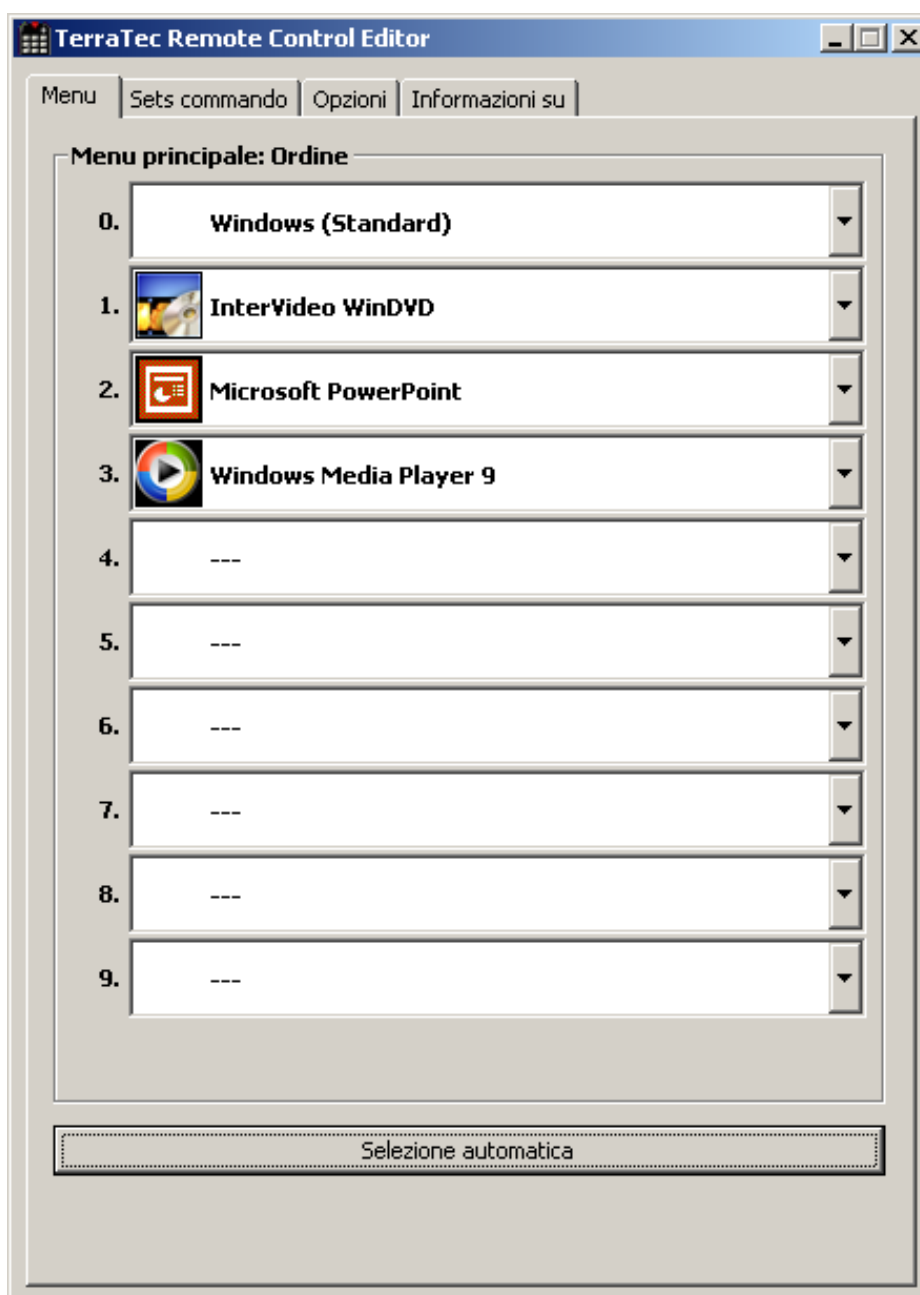 TerraTec Remote Control Editor
Menu Sets commando Opzioni Informazioni su
Menu principale: Ordine
0. Windows (Standard)
1. InterVideo WinDVD
2. Microsoft PowerPoint
3. Windows Media Player 9
4. ---
5. ---
6. ---
7. ---
8. ---
9. ---
Selezione automatica